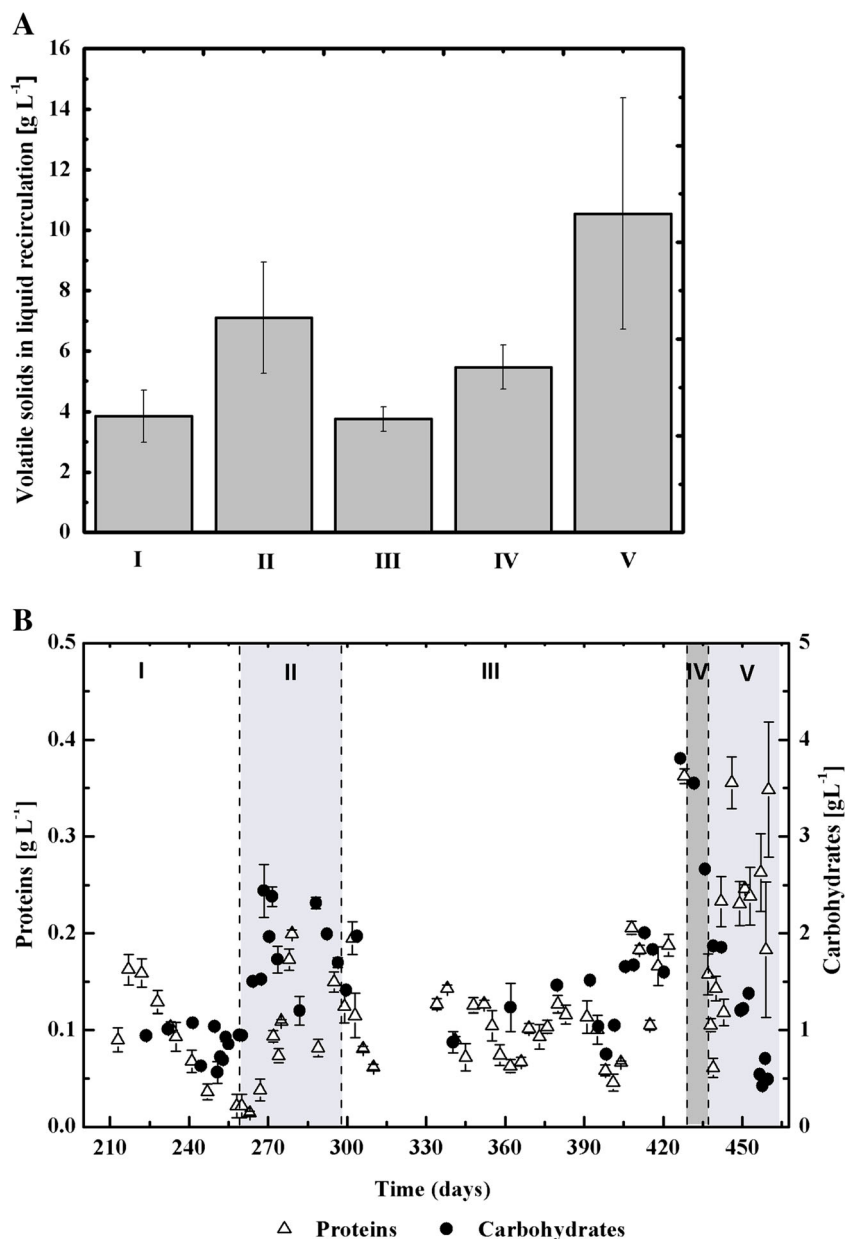 A
Volatile solids in liquid recirculation [g L⁻¹]
16
14
12
10
8
6
4
2
0
I II III IV V
B
Proteins [g L⁻¹]
0.5
0.4
0.3
0.2
0.1
0.0
I II III IV V
5
4
3
2
1
0
Carbohydrates [gL⁻¹]
210 240 270 300 330 360 390 420 450
Time (days)
△ Proteins ● Carbohydrates